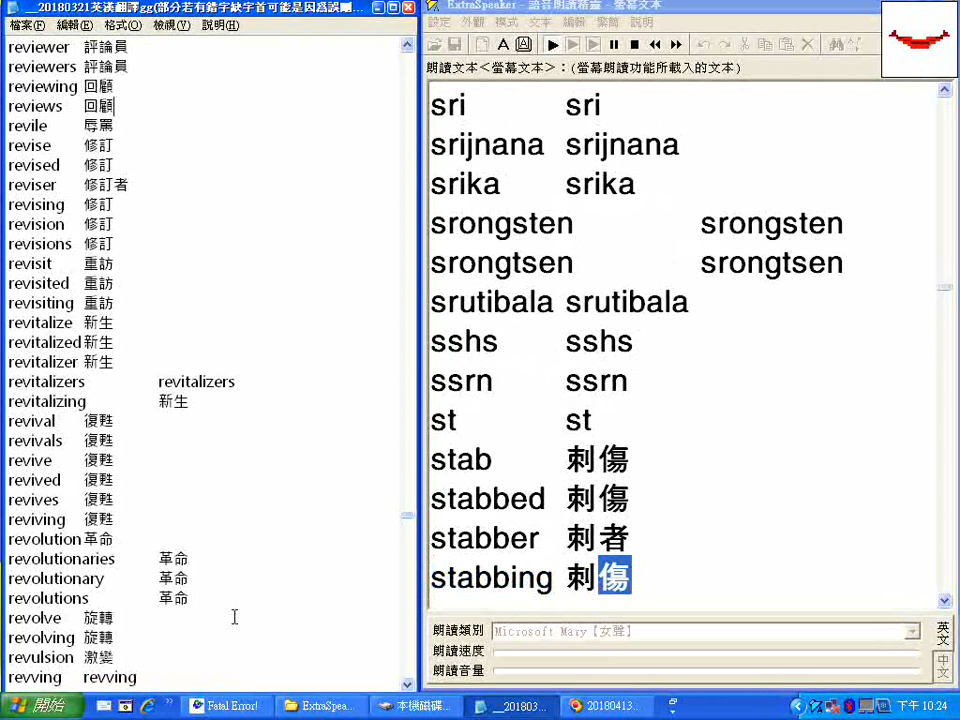 __20180321英漢翻譯gg(部分若有錯字缺字首可能是因為誤刪...
檔案(F) 編輯(E) 格式(O) 檢視(V) 說明(H)
reviewer 評論員
reviewers 評論員
reviewing 回顧
reviews 回顧
revile 辱罵
revise 修訂
revised 修訂
reviser 修訂者
revising 修訂
revision 修訂
revisions 修訂
revisit 重訪
revisited 重訪
revisiting 重訪
revitalize 新生
revitalized 新生
revitalizer 新生
revitalizers revitalizers
revitalizing 新生
revival 復甦
revivals 復甦
revive 復甦
revived 復甦
revives 復甦
reviving 復甦
revolution 革命
revolutionaries 革命
revolutionary 革命
revolutions 革命
revolve 旋轉
revolving 旋轉
revulsion 激變
revving revving
ExtraSpeaker - 語音朗讀精靈 - 螢幕文本
設定 外觀 模式 文本 編輯 繁簡 說明
朗讀文本<螢幕文本>：(螢幕朗讀功能所載入的文本)
sri sri
srijnana srijnana
srika srika
srongsten srongsten
srongtsen srongtsen
srutibala srutibala
sshs sshs
ssrn ssrn
st st
stab 刺傷
stabbed 刺傷
stabber 刺者
stabbing 刺傷
朗讀類別 Microsoft Mary【女聲】
朗讀速度
朗讀音量
英文
中文
開始 Fatal Error! ExtraSpea... 本機磁碟... __201803... 20180413... 下午 10:24